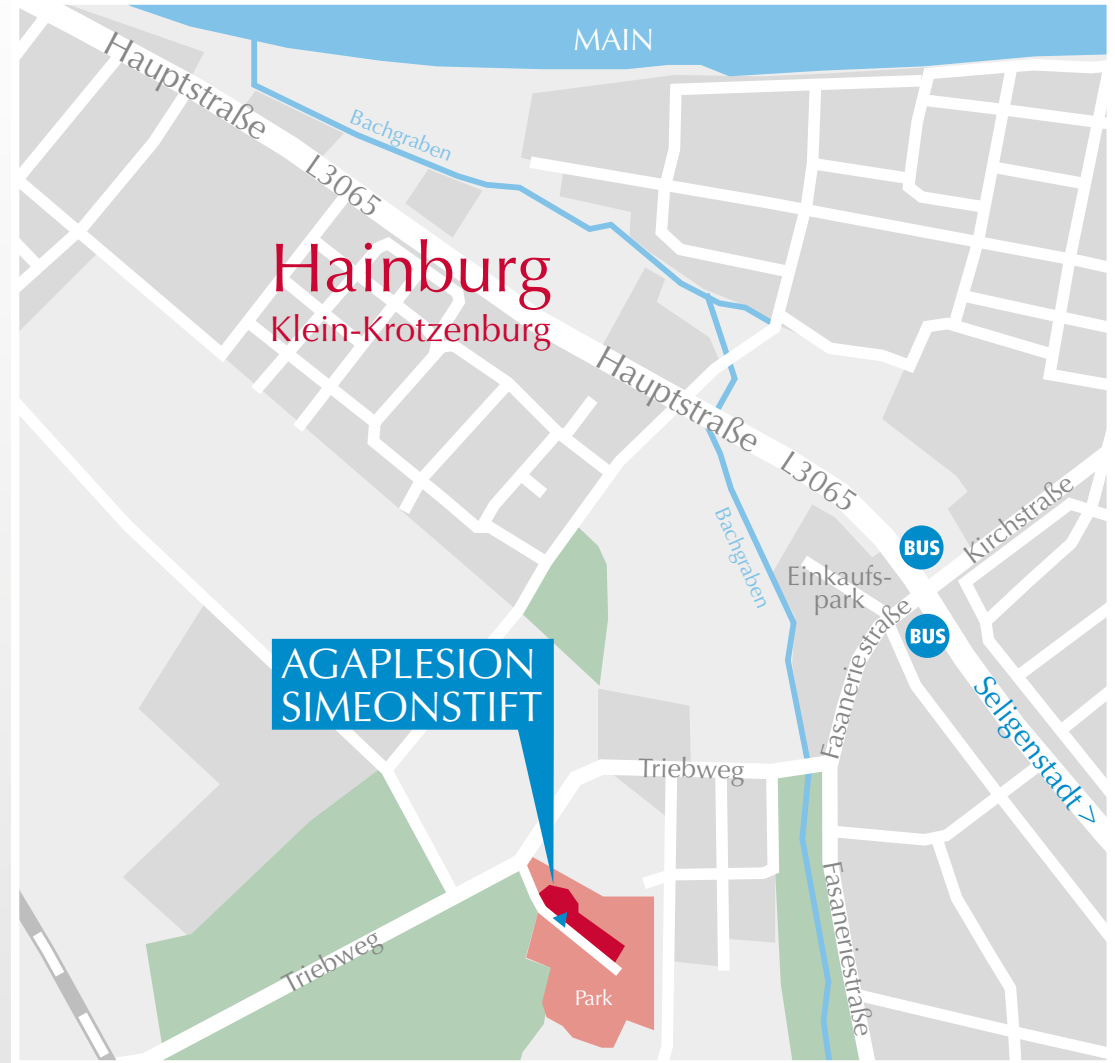 MAIN
Hauptstraße
Bachgraben
L3065
Hainburg
Klein-Krotzenburg
Hauptstraße
L3065
Kirchstraße
Bachgraben
BUS
Einkaufs-
park
BUS
Fasaneriestraße
AGAPLESION
SIMEONSTIFT
Seligenstadt >
Triebweg
Fasaneriestraße
Triebweg
Park